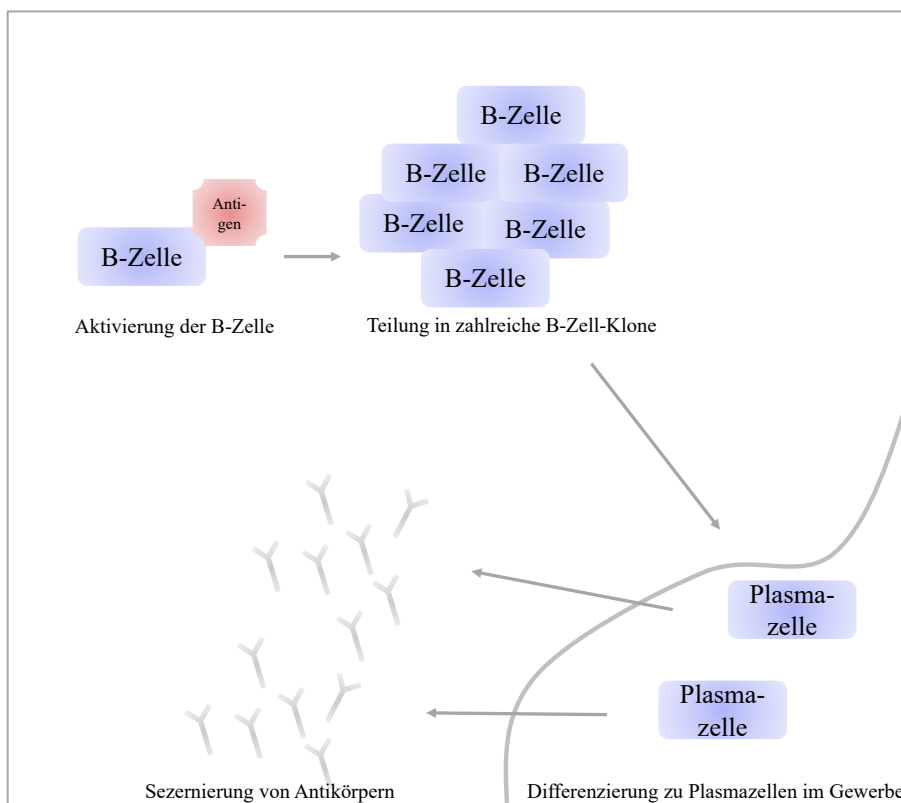 B-Zelle
B-Zelle
B-Zelle
Anti-
gen
B-Zelle
B-Zelle
B-Zelle
B-Zelle
Aktivierung der B-Zelle
Teilung in zahlreiche B-Zell-Klone
Plasma-
zelle
Plasma-
zelle
Sezernierung von Antikörpern
Differenzierung zu Plasmazellen im Gewerbe